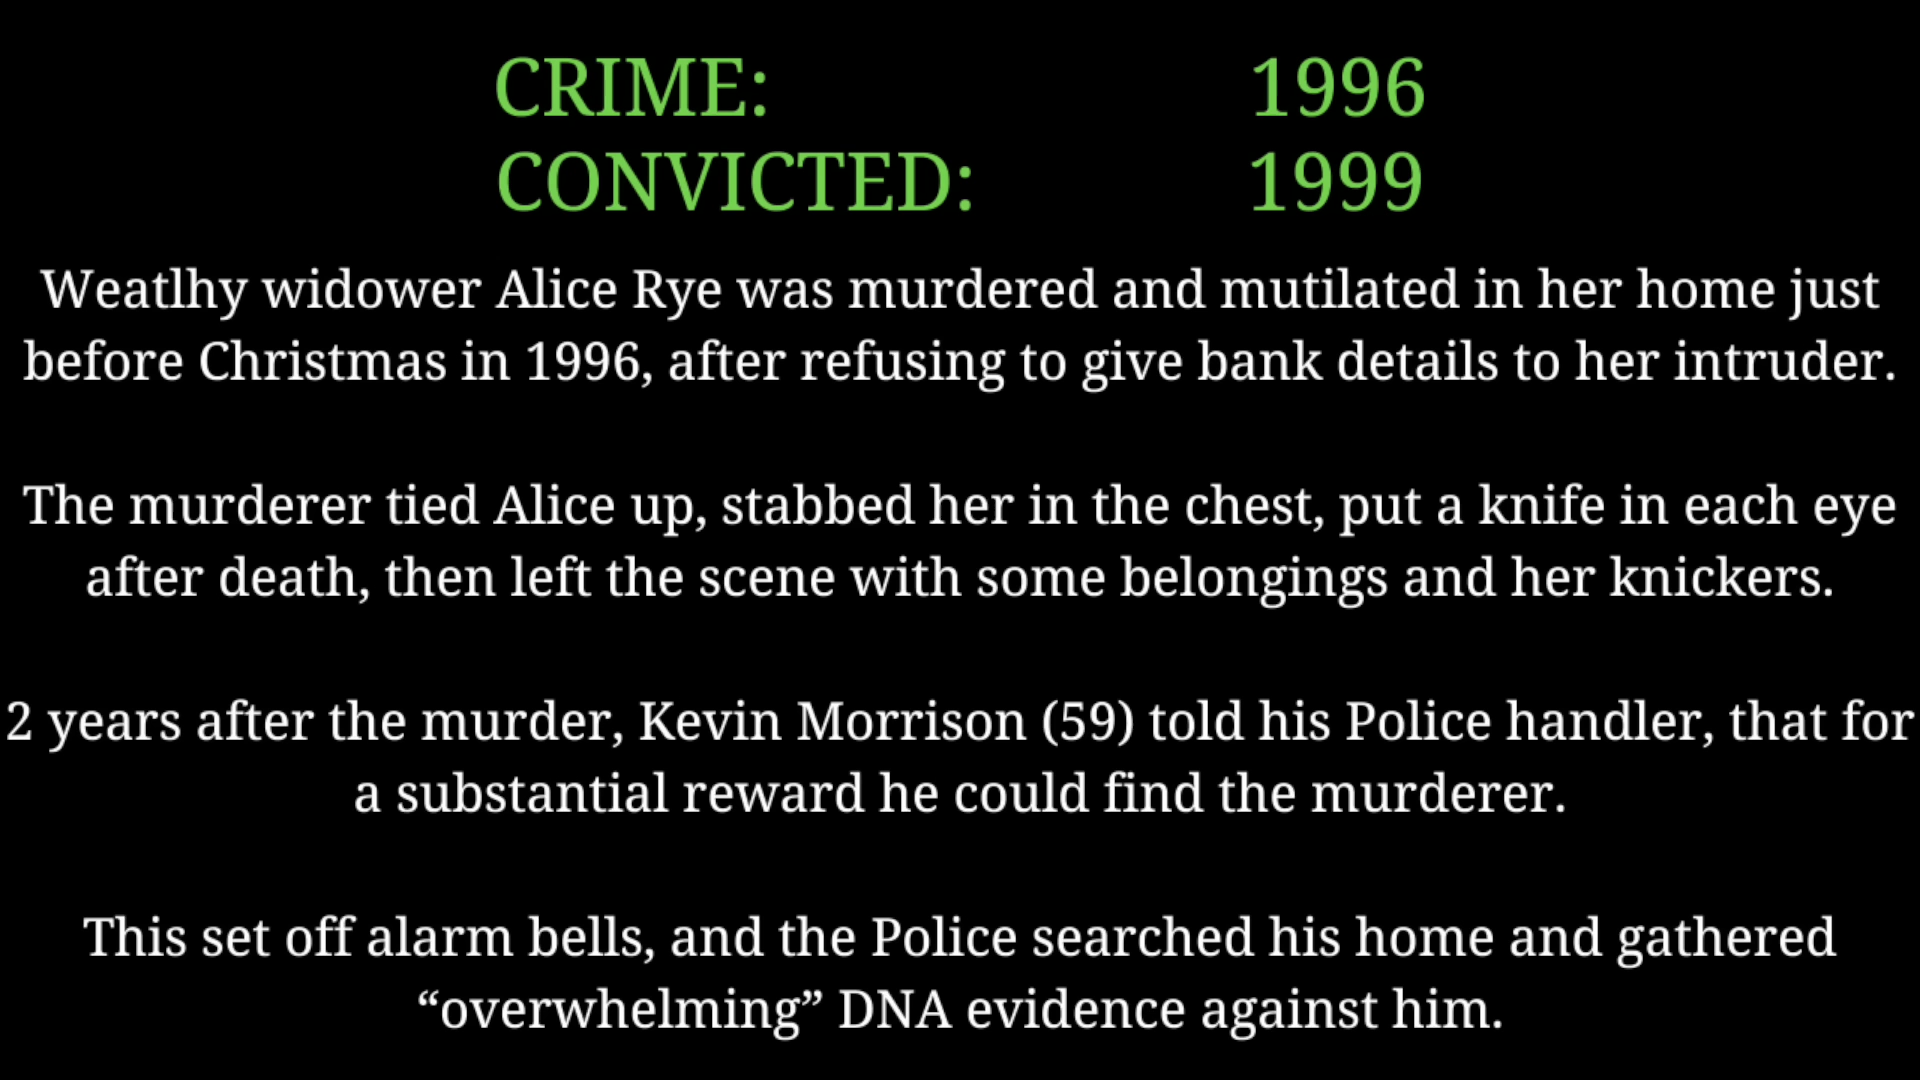 CRIME: 1996
CONVICTED: 1999
Weatlhy widower Alice Rye was murdered and mutilated in her home just
before Christmas in 1996, after refusing to give bank details to her intruder.
The murderer tied Alice up, stabbed her in the chest, put a knife in each eye
after death, then left the scene with some belongings and her knickers.
2 years after the murder, Kevin Morrison (59) told his Police handler, that for
a substantial reward he could find the murderer.
This set off alarm bells, and the Police searched his home and gathered
“overwhelming” DNA evidence against him.